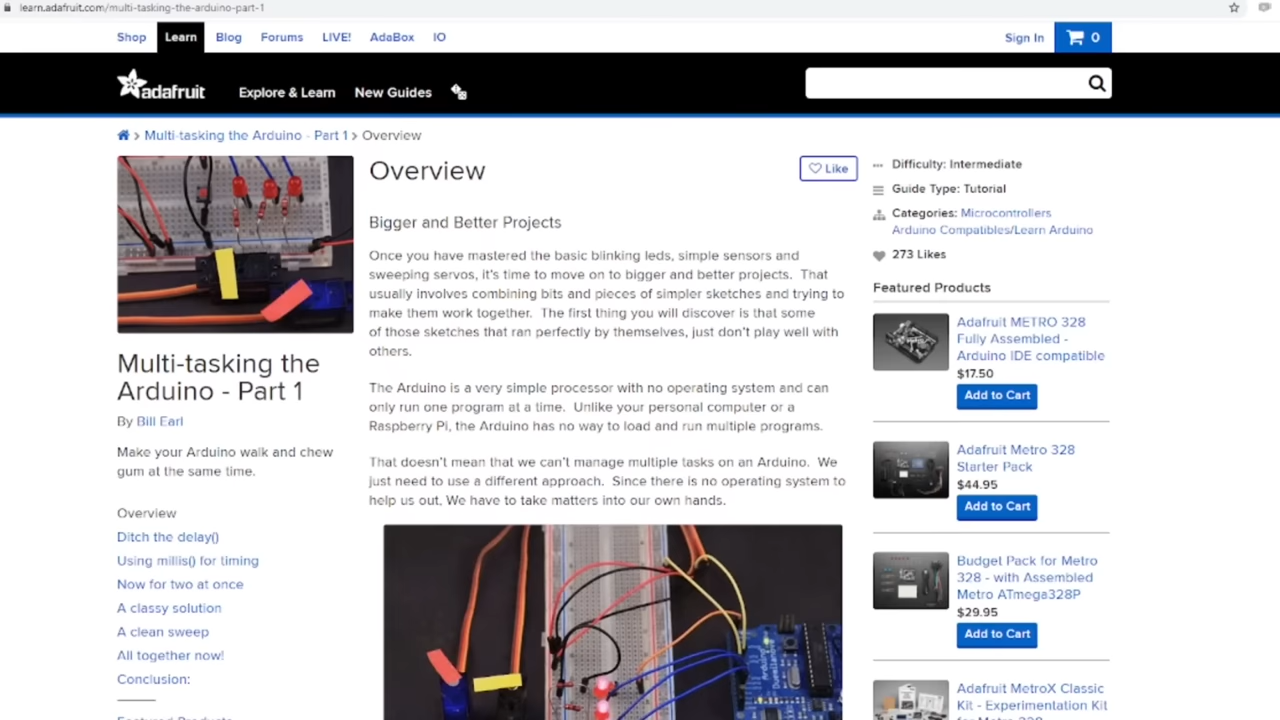 learn.adafruit.com/multi-tasking-the-arduino-part-1
Shop Learn Blog Forums LIVE! AdaBox IO Sign In 0
adafruit Explore & Learn New Guides
Multi-tasking the Arduino - Part 1 > Overview
Multi-tasking the
Arduino - Part 1
By Bill Earl
Make your Arduino walk and chew
gum at the same time.
Overview
Ditch the delay()
Using millis() for timing
Now for two at once
A classy solution
A clean sweep
All together now!
Conclusion:
Featured Products
Overview
Like
Bigger and Better Projects
Once you have mastered the basic blinking leds, simple sensors and
sweeping servos, it's time to move on to bigger and better projects. That
usually involves combining bits and pieces of simpler sketches and trying to
make them work together. The first thing you will discover is that some
of those sketches that ran perfectly by themselves, just don't play well with
others.
The Arduino is a very simple processor with no operating system and can
only run one program at a time. Unlike your personal computer or a
Raspberry Pi, the Arduino has no way to load and run multiple programs.
That doesn't mean that we can't manage multiple tasks on an Arduino. We
just need to use a different approach. Since there is no operating system to
help us out, We have to take matters into our own hands.
Difficulty: Intermediate
Guide Type: Tutorial
Categories: Microcontrollers
Arduino Compatibles/Learn Arduino
273 Likes
Featured Products
Adafruit METRO 328
Fully Assembled -
Arduino IDE compatible
$17.50
Add to Cart
Adafruit Metro 328
Starter Pack
$44.95
Add to Cart
Budget Pack for Metro
328 - with Assembled
Metro ATmega328P
$29.95
Add to Cart
Adafruit MetroX Classic
Kit - Experimentation Kit
for Metro 328